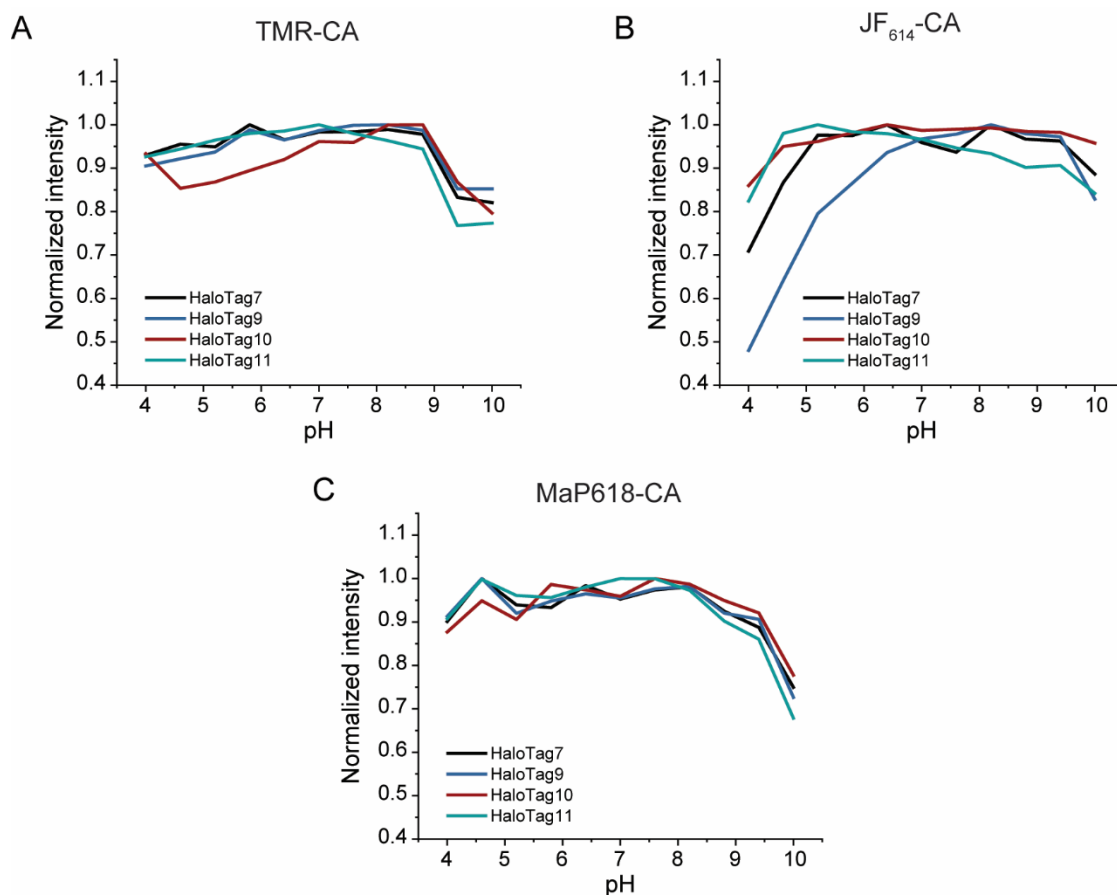 A
TMR-CA
Normalized intensity
1.1
1.0
0.9
0.8
0.7
0.6
0.5
0.4
HaloTag7
HaloTag9
HaloTag10
HaloTag11
4 5 6 7 8 9 10
pH
B
JF₆₁₄-CA
Normalized intensity
1.1
1.0
0.9
0.8
0.7
0.6
0.5
0.4
HaloTag7
HaloTag9
HaloTag10
HaloTag11
4 5 6 7 8 9 10
pH
C
MaP618-CA
Normalized intensity
1.1
1.0
0.9
0.8
0.7
0.6
0.5
0.4
HaloTag7
HaloTag9
HaloTag10
HaloTag11
4 5 6 7 8 9 10
pH